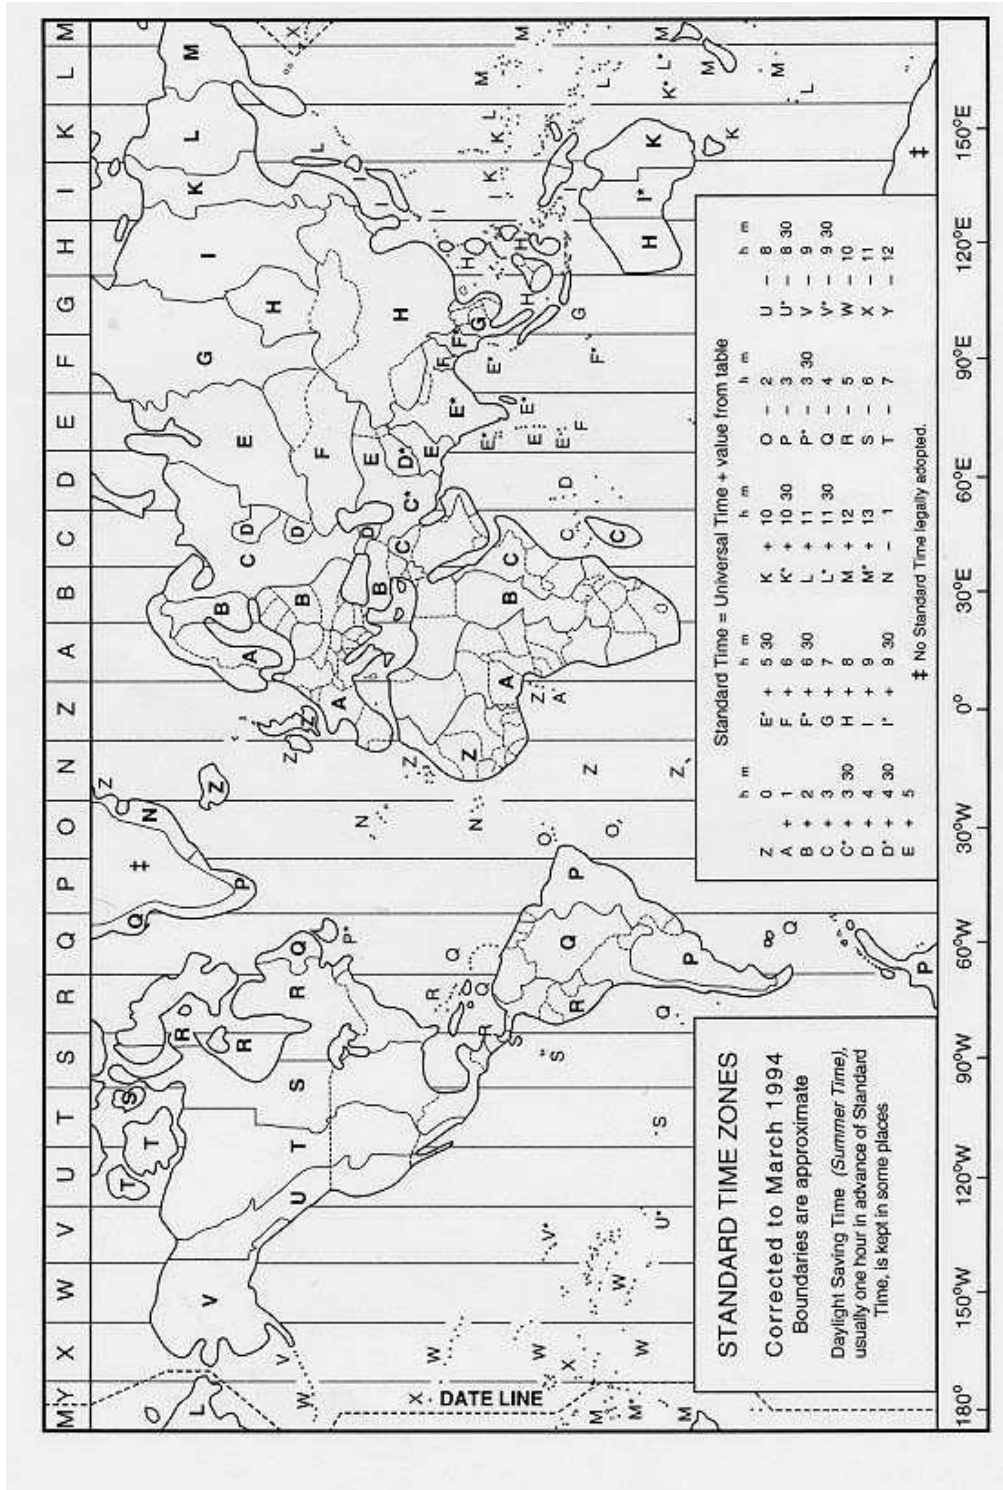 M Y X W V U T S R Q P O N Z A B C D E F G H I K L M
T S Q Z X
T R ‡ N
L V R P Z A B C D E G I K L M
U T S R Q Z A B C D F H
V W P* Z N
X · DATE LINE
W R Q N Z B C D C* E D* E H I L
W V* S R Q O Z A B C E* F F* G H I K L M
X W Q P O Z A C D E F G H I K L M
M M* W U* S Q R O Z C F* H I* K L M
M P K* L* K
STANDARD TIME ZONES
Corrected to March 1994
Boundaries are approximate
Daylight Saving Time (Summer Time),
usually one hour in advance of Standard
Time, is kept in some places
Standard Time = Universal Time + value from table
h m h m h m h m h m
Z 0 E* + 5 30 K + 10 O – 2 U – 8
A + 1 F + 6 K* + 10 30 P – 3 U* – 8 30
B + 2 F* + 6 30 L + 11 P* – 3 30 V – 9
C + 3 G + 7 L* + 11 30 Q – 4 V* – 9 30
C* + 3 30 H + 8 M + 12 R – 5 W – 10
D + 4 I + 9 M* + 13 S – 6 X – 11
D* + 4 30 I* + 9 30 N – 1 T – 7 Y – 12
E + 5
‡ No Standard Time legally adopted.
‡
180° 150°W 120°W 90°W 60°W 30°W 0° 30°E 60°E 90°E 120°E 150°E